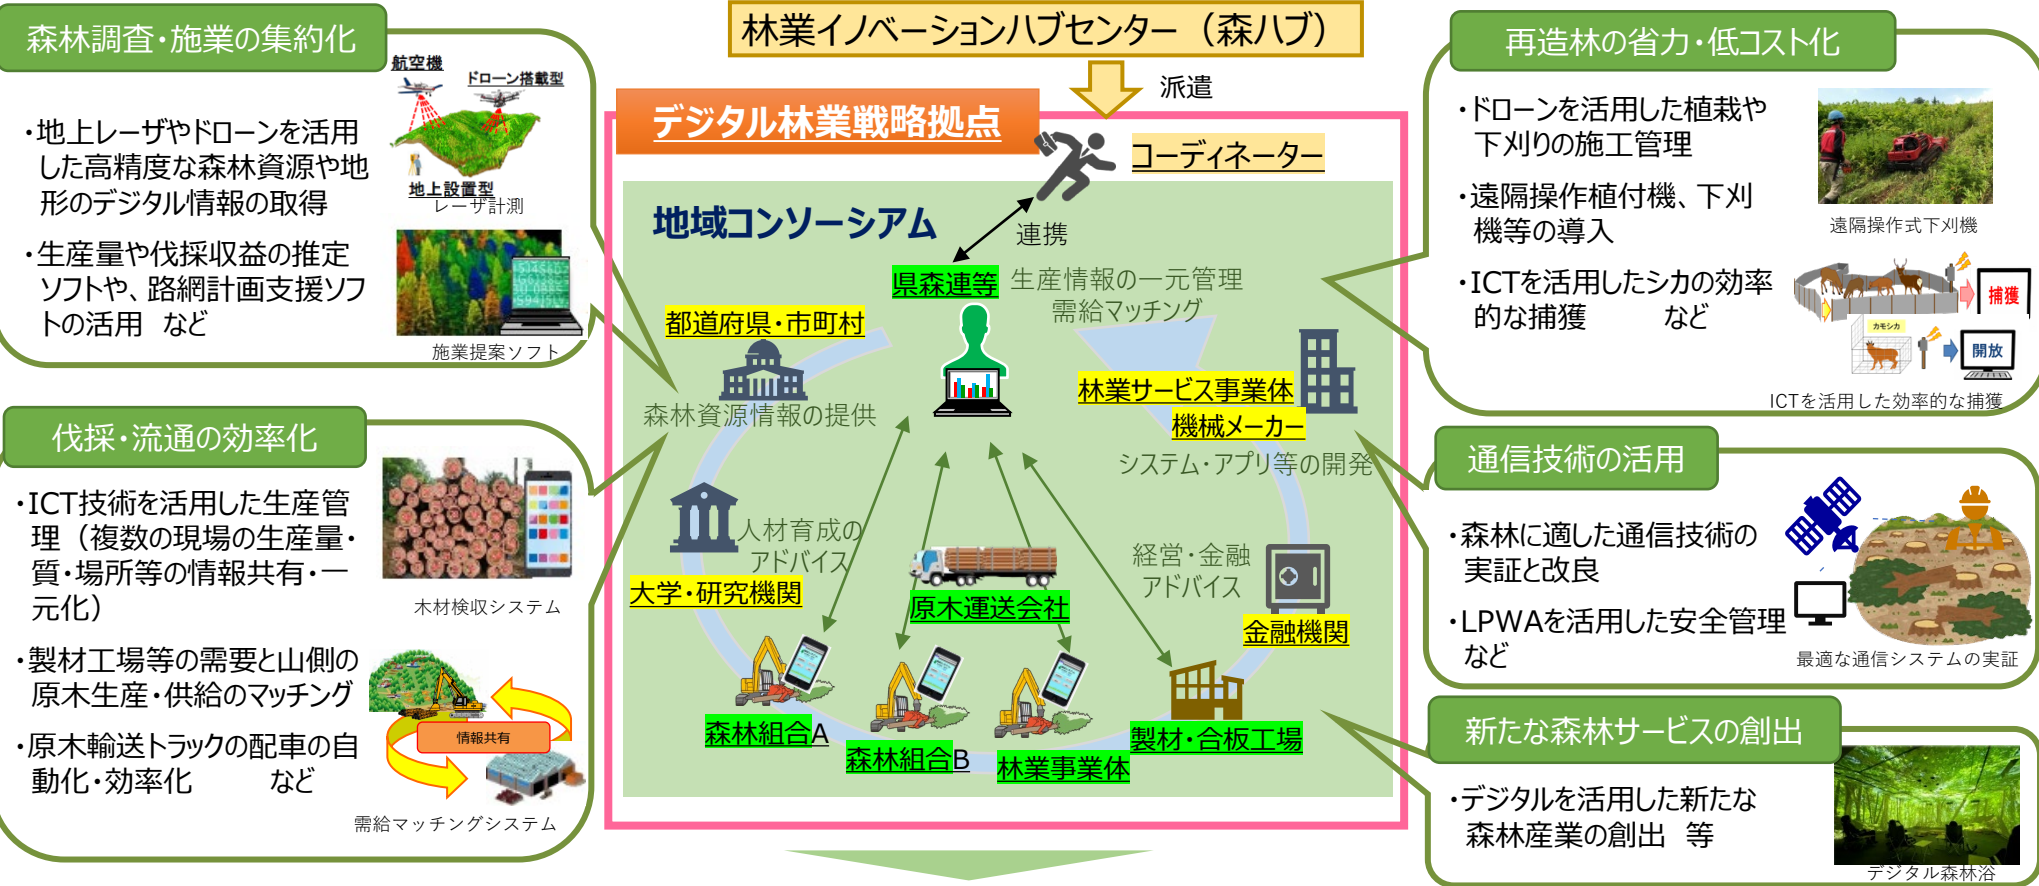 林業イノベーションハブセンター（森ハブ）
派遣
デジタル林業戦略拠点
コーディネーター
地域コンソーシアム
連携
県森連等
生産情報の一元管理
需給マッチング
都道府県・市町村
森林資源情報の提供
林業サービス事業体
機械メーカー
システム・アプリ等の開発
人材育成の
アドバイス
大学・研究機関
原木運送会社
経営・金融
アドバイス
金融機関
森林組合A
森林組合B
林業事業体
製材・合板工場
森林調査・施業の集約化
・地上レーザやドローンを活用
した高精度な森林資源や地
形のデジタル情報の取得
・生産量や伐採収益の推定
ソフトや、路網計画支援ソフ
トの活用 など
航空機
ドローン搭載型
地上設置型
レーザ計測
施業提案ソフト
伐採・流通の効率化
・ICT技術を活用した生産管
理（複数の現場の生産量・
質・場所等の情報共有・一
元化）
・製材工場等の需要と山側の
原木生産・供給のマッチング
・原木輸送トラックの配車の自
動化・効率化 など
木材検収システム
情報共有
需給マッチングシステム
再造林の省力・低コスト化
・ドローンを活用した植栽や
下刈りの施工管理
・遠隔操作植付機、下刈
機等の導入
・ICTを活用したシカの効率
的な捕獲 など
遠隔操作式下刈機
捕獲
カモシカ
開放
ICTを活用した効率的な捕獲
通信技術の活用
・森林に適した通信技術の
実証と改良
・LPWAを活用した安全管理
など
最適な通信システムの実証
新たな森林サービスの創出
・デジタルを活用した新たな
森林産業の創出 等
デジタル森林浴